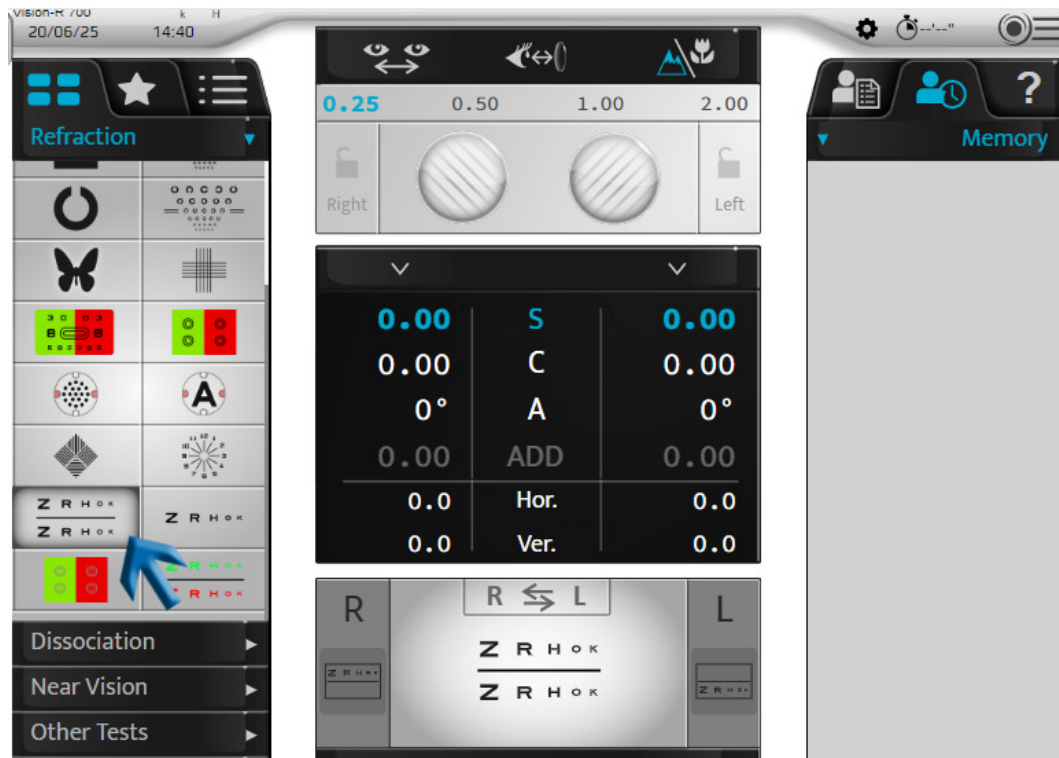 Vision-R 700 k H
20/06/25 14:40
Refraction
Memory
?
0.25 0.50 1.00 2.00
Right Left
0.00 S 0.00
0.00 C 0.00
0° A 0°
0.00 ADD 0.00
0.0 Hor. 0.0
0.0 Ver. 0.0
A
Z R H O K
Z R H O K
Z R H O K
Z R H O K
Z R H O K
Dissociation
Near Vision
Other Tests
R L
R L
Z R H O K
Z R H O K